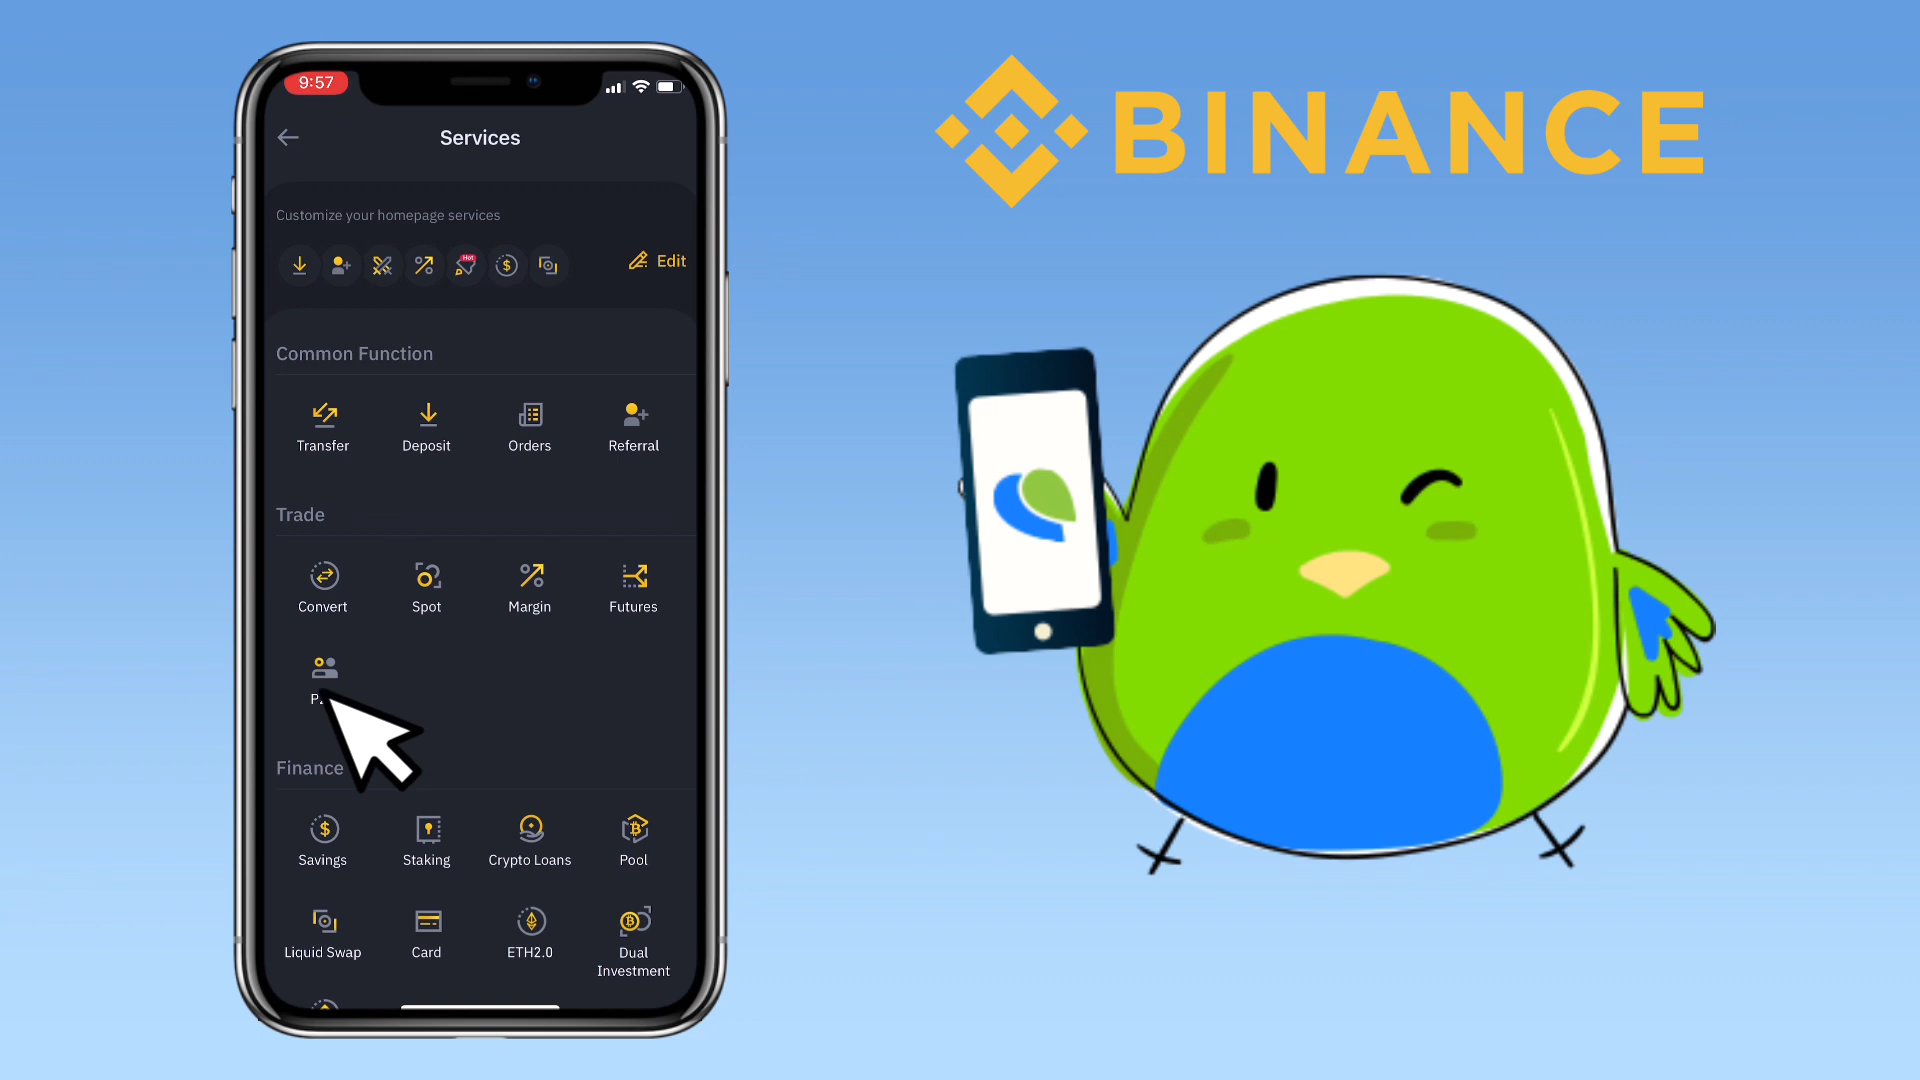 9:57
BINANCE
Services
Customize your homepage services
Hot
Edit
Common Function
Transfer Deposit Orders Referral
Trade
Convert Spot Margin Futures
Finance
Savings Staking Crypto Loans Pool
Liquid Swap Card ETH2.0 Dual
Investment